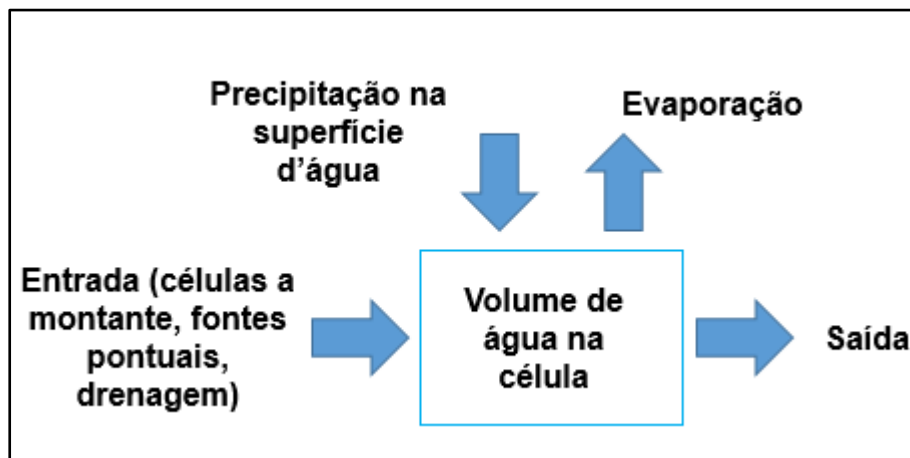 Precipitação na
superfície
d'água
Evaporação
Entrada (células a
montante, fontes
pontuais,
drenagem)
Volume de
água na
célula
Saída